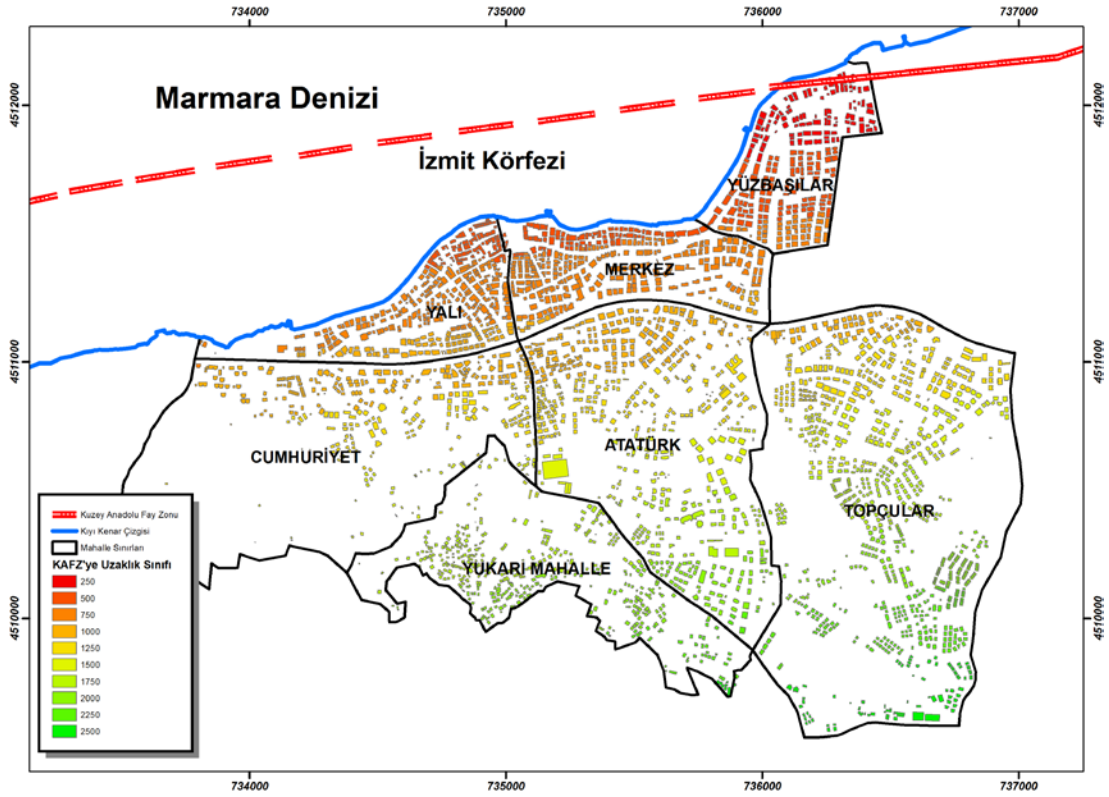 734000 735000 736000 737000
4512000
4512000
Marmara Denizi
İzmit Körfezi
YÜZBAŞILAR
MERKEZ
YALI
4511000
4511000
CUMHURİYET
ATATÜRK
TOPÇULAR
YUKARI MAHALLE
Kuzey Anadolu Fay Zonu
Kıyı Kenar Çizgisi
Mahalle Sınırları
KAFZ'ye Uzaklık Sınıfı
250
500
750
1000
1250
1500
1750
2000
2250
2500
4510000
4510000
734000 735000 736000 737000